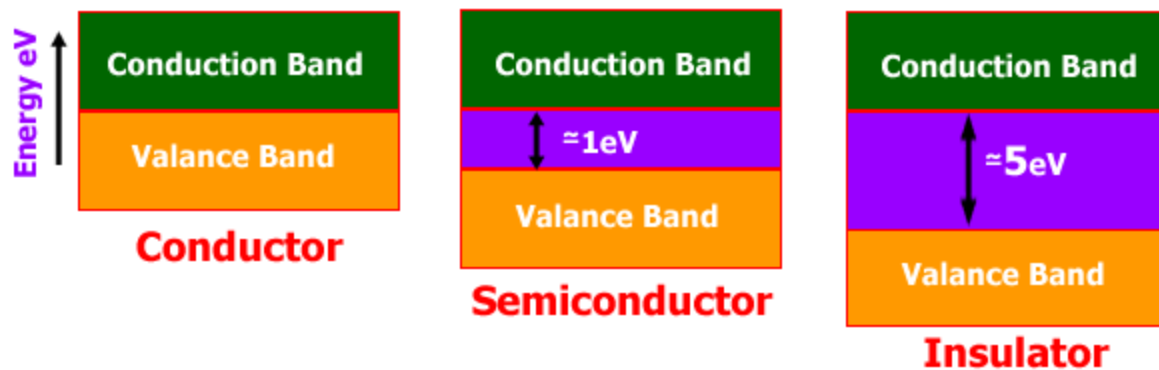 Energy eV
Conduction Band
Valance Band
Conductor
Conduction Band
≃1eV
Valance Band
Semiconductor
Conduction Band
≃5eV
Valance Band
Insulator